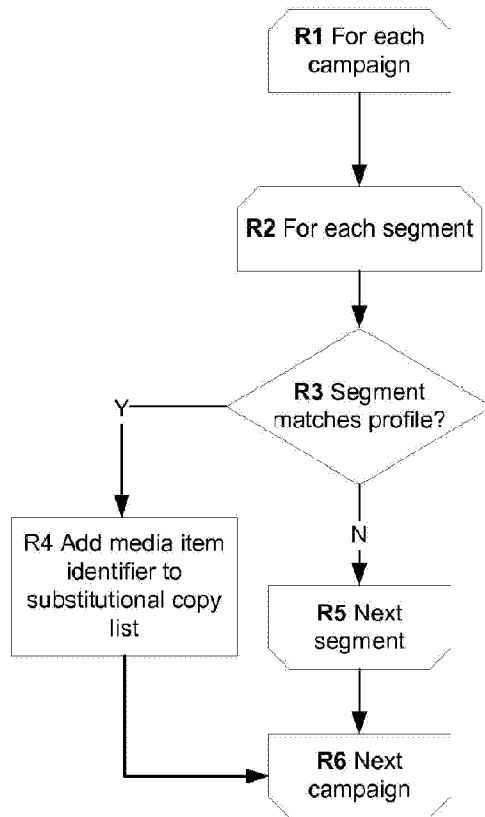 R1 For each
campaign
R2 For each segment
R3 Segment
matches profile?
Y
N
R4 Add media item
identifier to
substitutional copy
list
R5 Next
segment
R6 Next
campaign